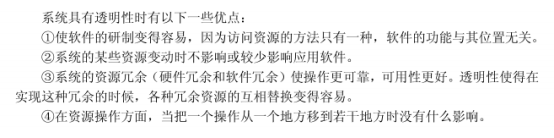 系统具有透明性时有以下一些优点：
①使软件的研制变得容易，因为访问资源的方法只有一种，软件的功能与其位置无关。
②系统的某些资源变动时不影响或较少影响应用软件。
③系统的资源冗余（硬件冗余和软件冗余）使操作更可靠，可用性更好。透明性使得在
实现这种冗余的时候，各种冗余资源的互相替换变得容易。
④在资源操作方面，当把一个操作从一个地方移到若干地方时没有什么影响。